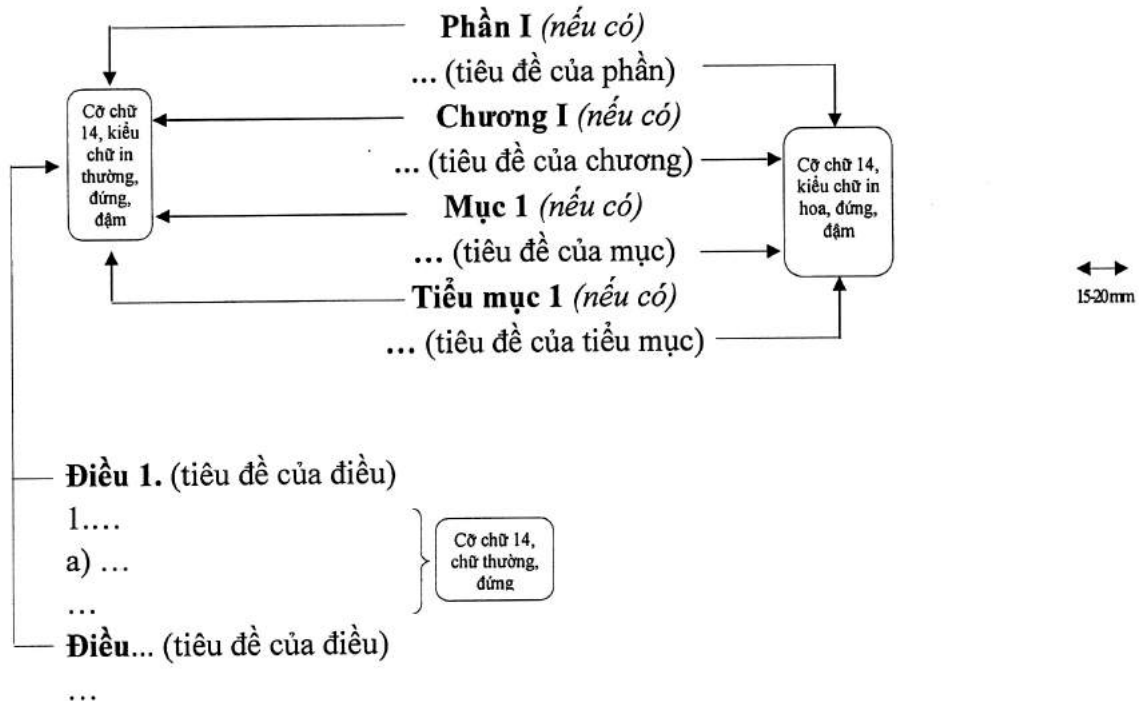 Phần I (nếu có)
... (tiêu đề của phần)
Chương I (nếu có)
... (tiêu đề của chương)
Mục 1 (nếu có)
... (tiêu đề của mục)
Tiểu mục 1 (nếu có)
... (tiêu đề của tiểu mục)
Cỡ chữ
14, kiểu
chữ in
thường,
đứng,
đậm
Cỡ chữ 14,
kiểu chữ in
hoa, đứng,
đậm
15-20mm
Điều 1. (tiêu đề của điều)
1....
a) ...
...
Cỡ chữ 14,
chữ thường,
đứng
Điều... (tiêu đề của điều)
...